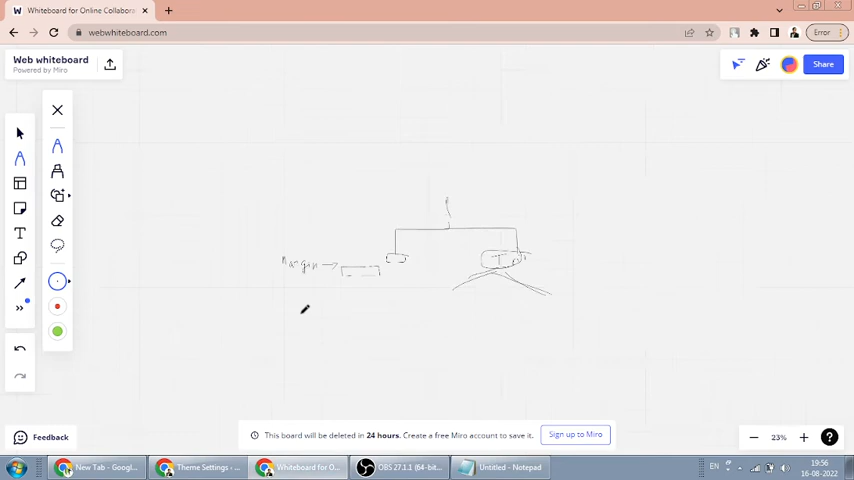 Whiteboard for Online Collabora
webwhiteboard.com
Error
Web whiteboard
Powered by Miro
Share
Margin
T
Feedback
This board will be deleted in 24 hours. Create a free Miro account to save it.
Sign up to Miro
23%
New Tab - Googl...
Theme Settings - ...
Whiteboard for O...
OBS 27.1.1 (64-bit...
Untitled - Notepad
EN
19:56
16-08-2022